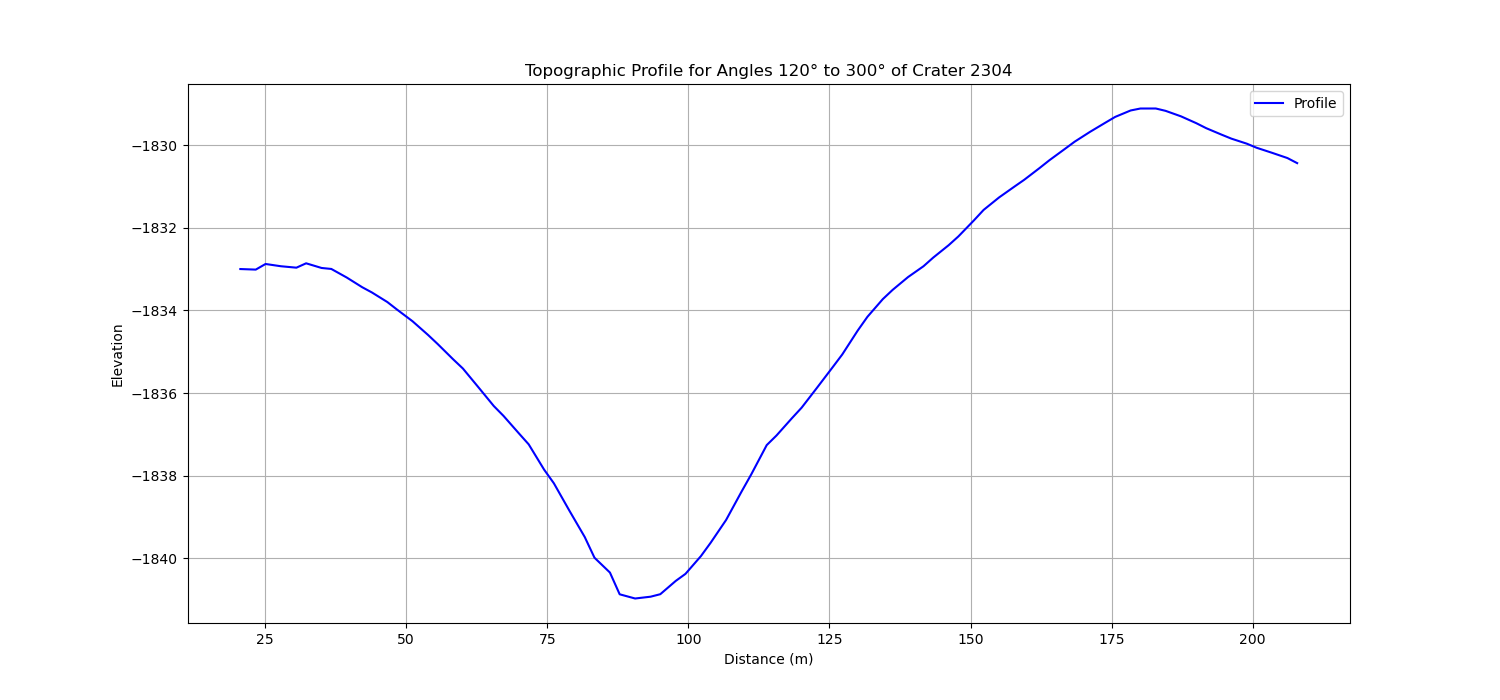 Topographic Profile for Angles 120° to 300° of Crater 2304
Profile
Elevation
−1830
−1832
−1834
−1836
−1838
−1840
25 50 75 100 125 150 175 200
Distance (m)